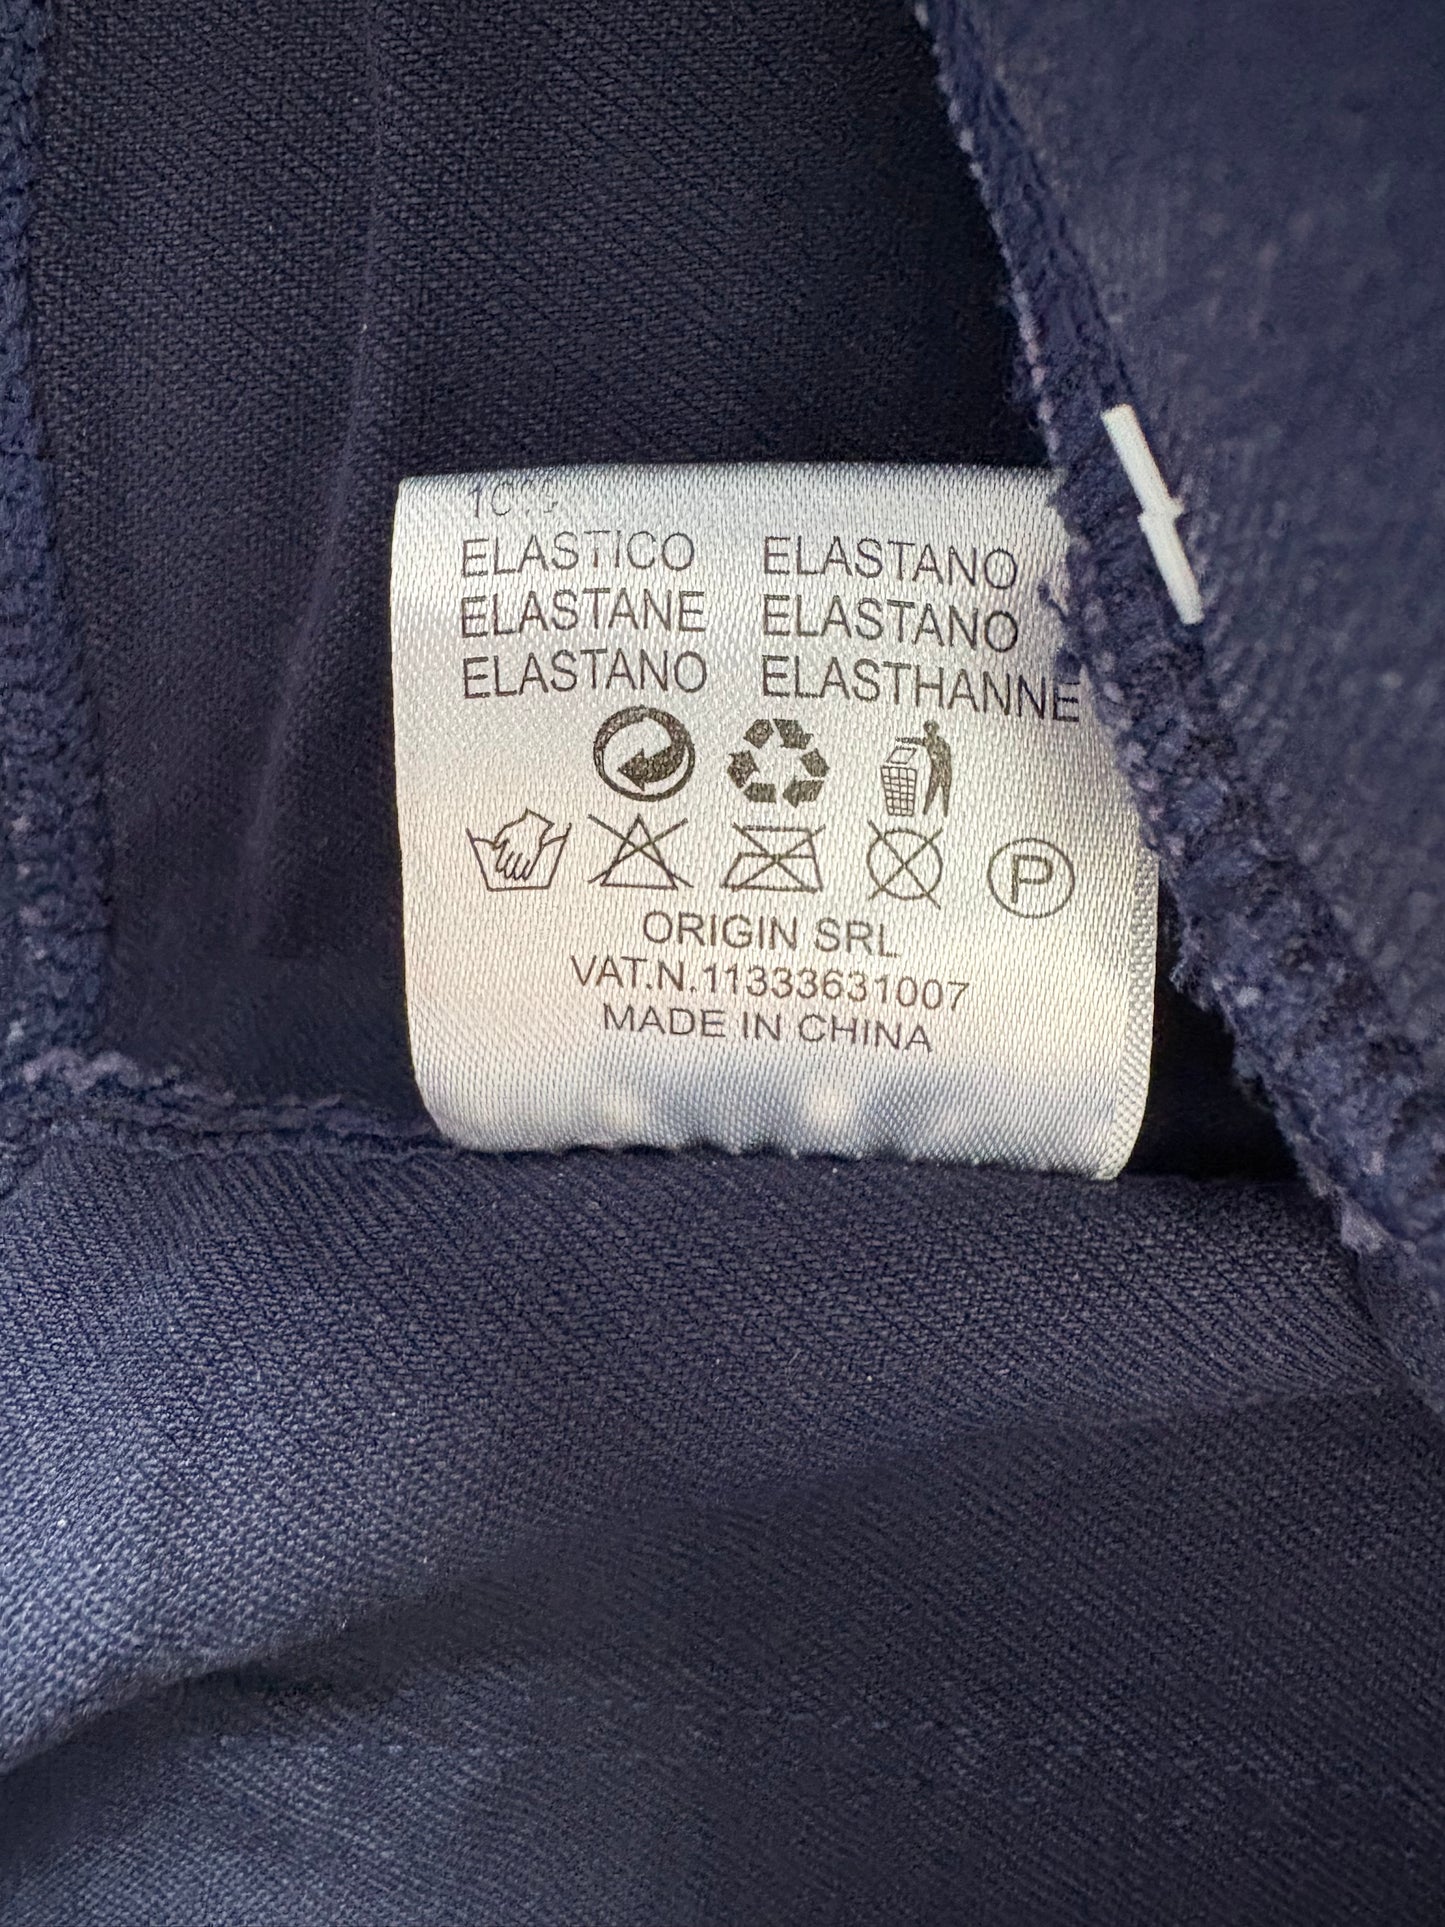 ELASTICO ELASTANO
ELASTANE ELASTANO
ELASTANO ELASTHANNE
P
ORIGIN SRL
VAT.N.11333631007
MADE IN CHINA